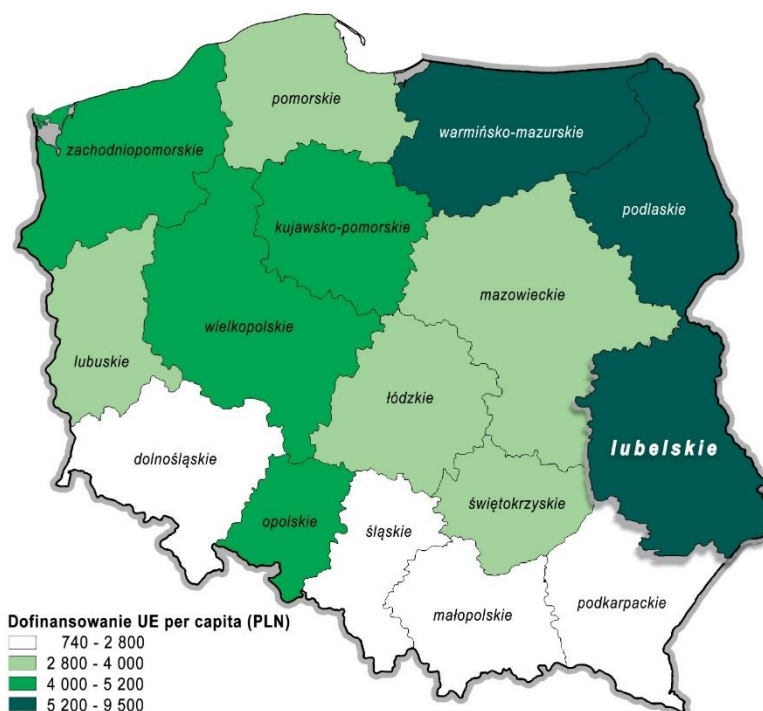 pomorskie
warmińsko-mazurskie
zachodniopomorskie
podlaskie
kujawsko-pomorskie
mazowieckie
wielkopolskie
lubuskie
łódzkie
lubelskie
dolnośląskie
świętokrzyskie
opolskie
śląskie
podkarpackie
małopolskie
Dofinansowanie UE per capita (PLN)
740 - 2 800
2 800 - 4 000
4 000 - 5 200
5 200 - 9 500